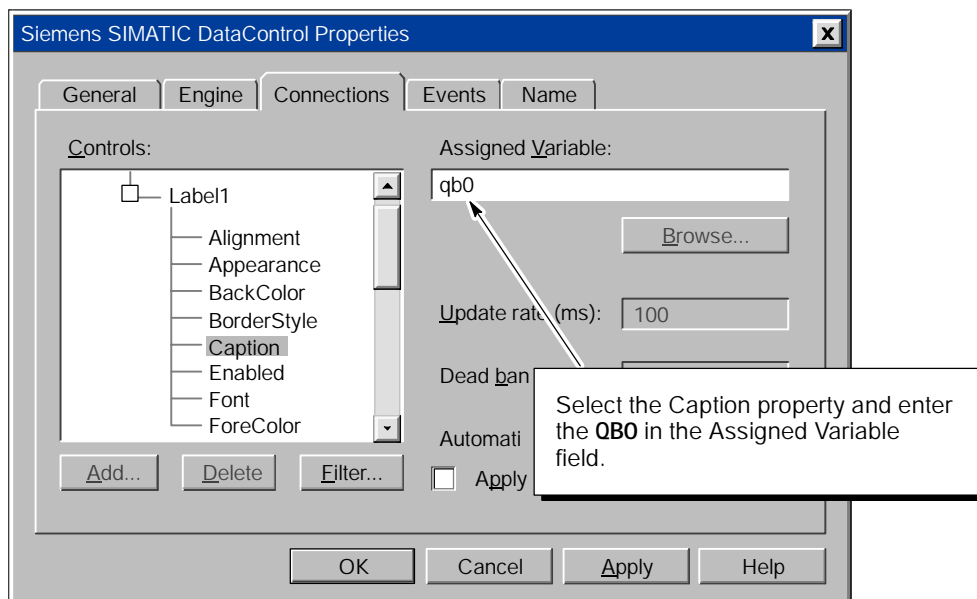 Siemens SIMATIC DataControl Properties
X
General Engine Connections Events Name
Controls:
Label1
Alignment
Appearance
BackColor
BorderStyle
Caption
Enabled
Font
ForeColor
Add... Delete Filter...
Assigned Variable:
qb0
Browse...
Update rate (ms): 100
Dead ban
Automati
Apply
Select the Caption property and enter
the QB0 in the Assigned Variable
field.
OK Cancel Apply Help